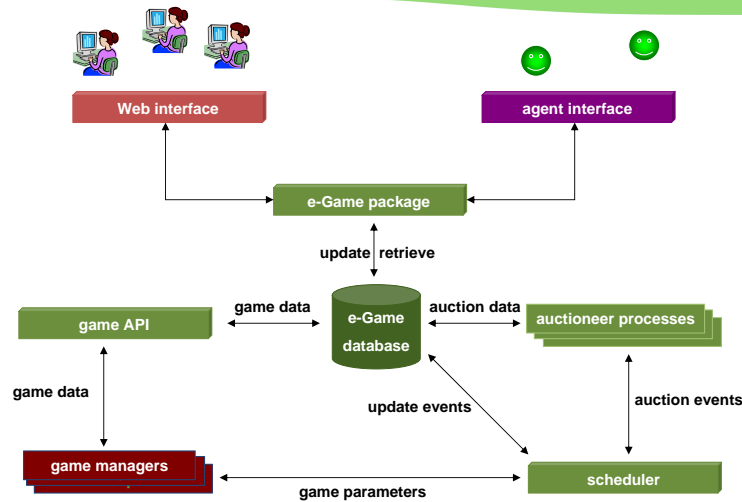 Web interface
agent interface
e-Game package
update retrieve
game data
auction data
game API
e-Game
database
auctioneer processes
game data
update events
auction events
game managers
scheduler
game parameters